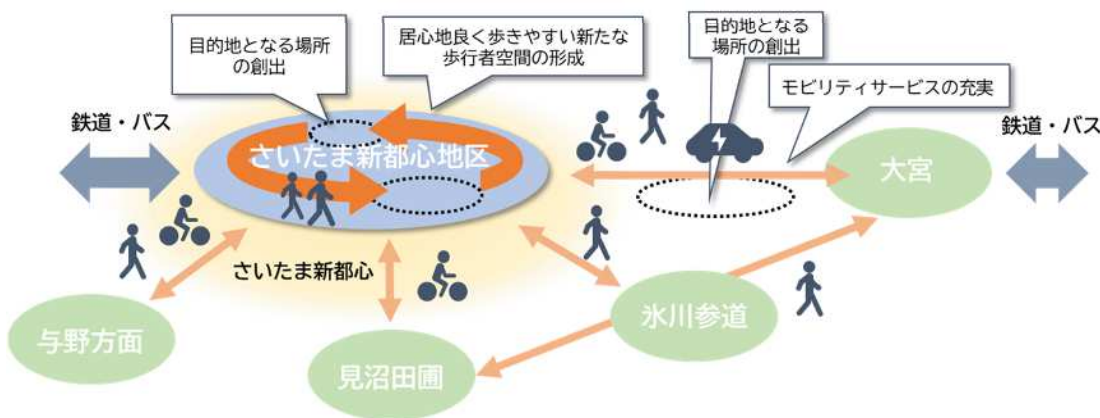 目的地となる場所
の創出
居心地良く歩きやすい新たな
歩行者空間の形成
目的地となる
場所の創出
モビリティサービスの充実
鉄道・バス
鉄道・バス
さいたま新都心地区
大宮
さいたま新都心
氷川参道
与野方面
見沼田圃